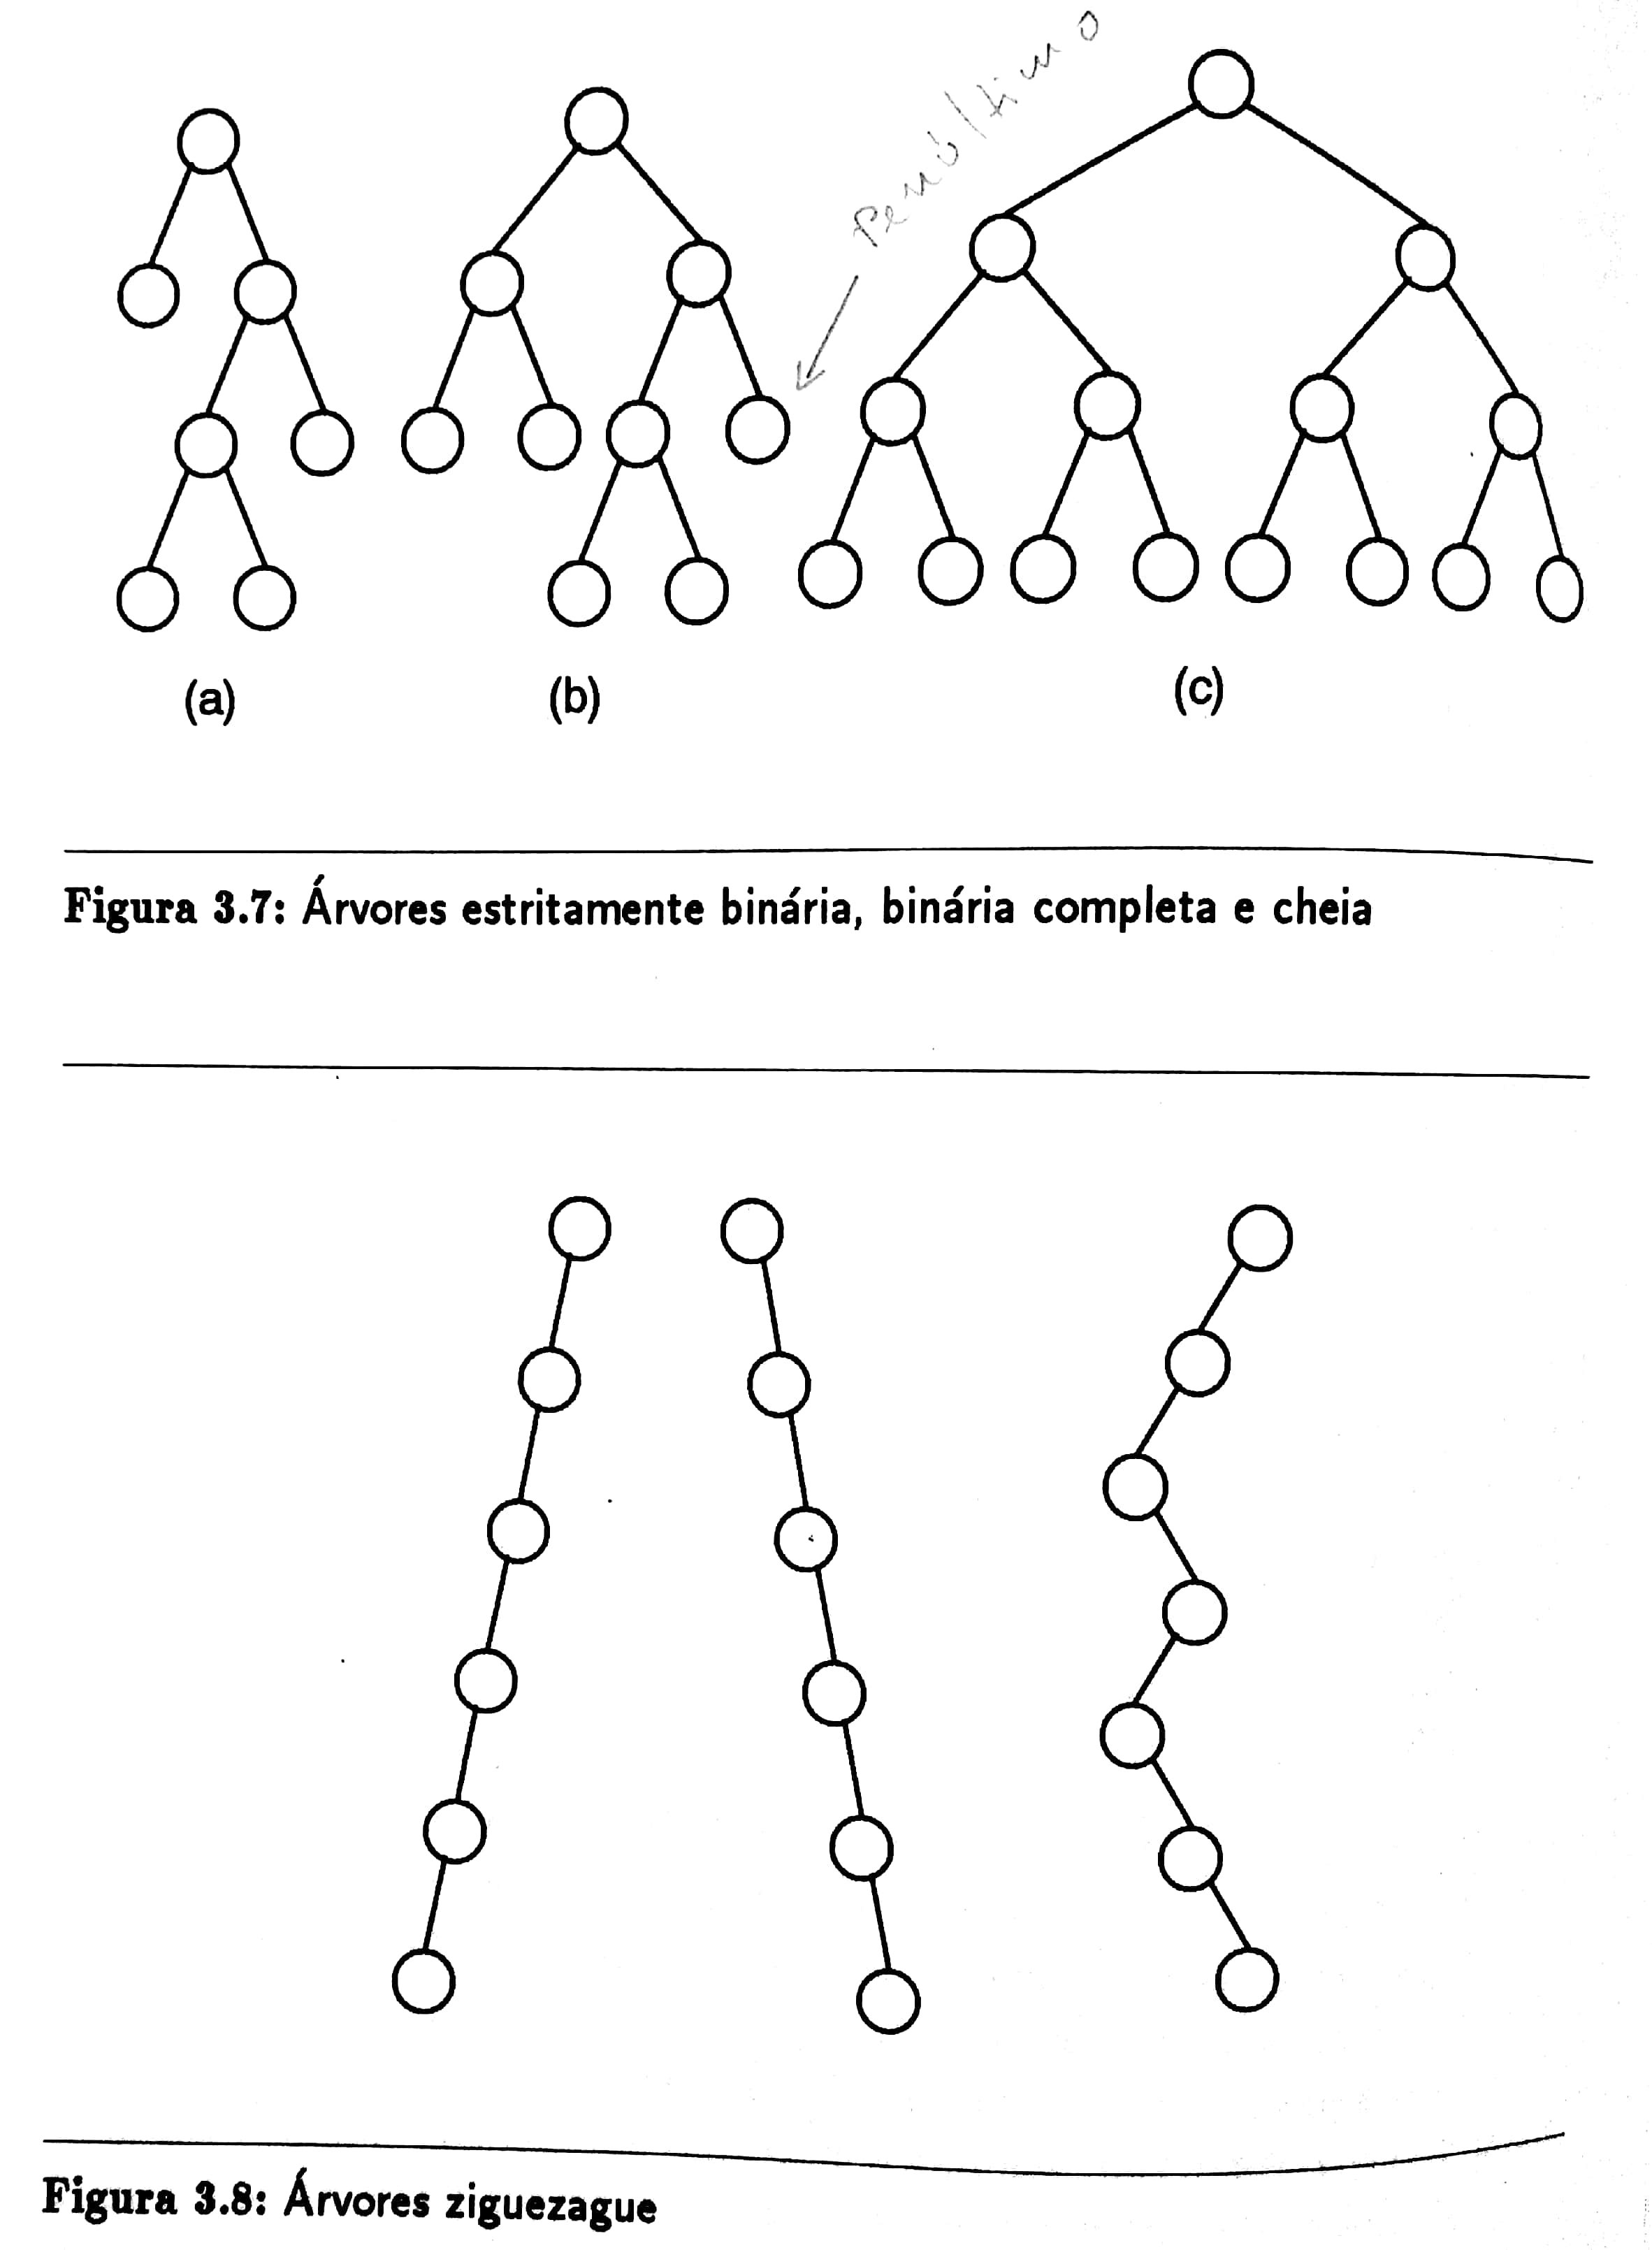 penúltimo
(a)
(b)
(c)
Figura 3.7: Árvores estritamente binária, binária completa e cheia
Figura 3.8: Árvores ziguezague